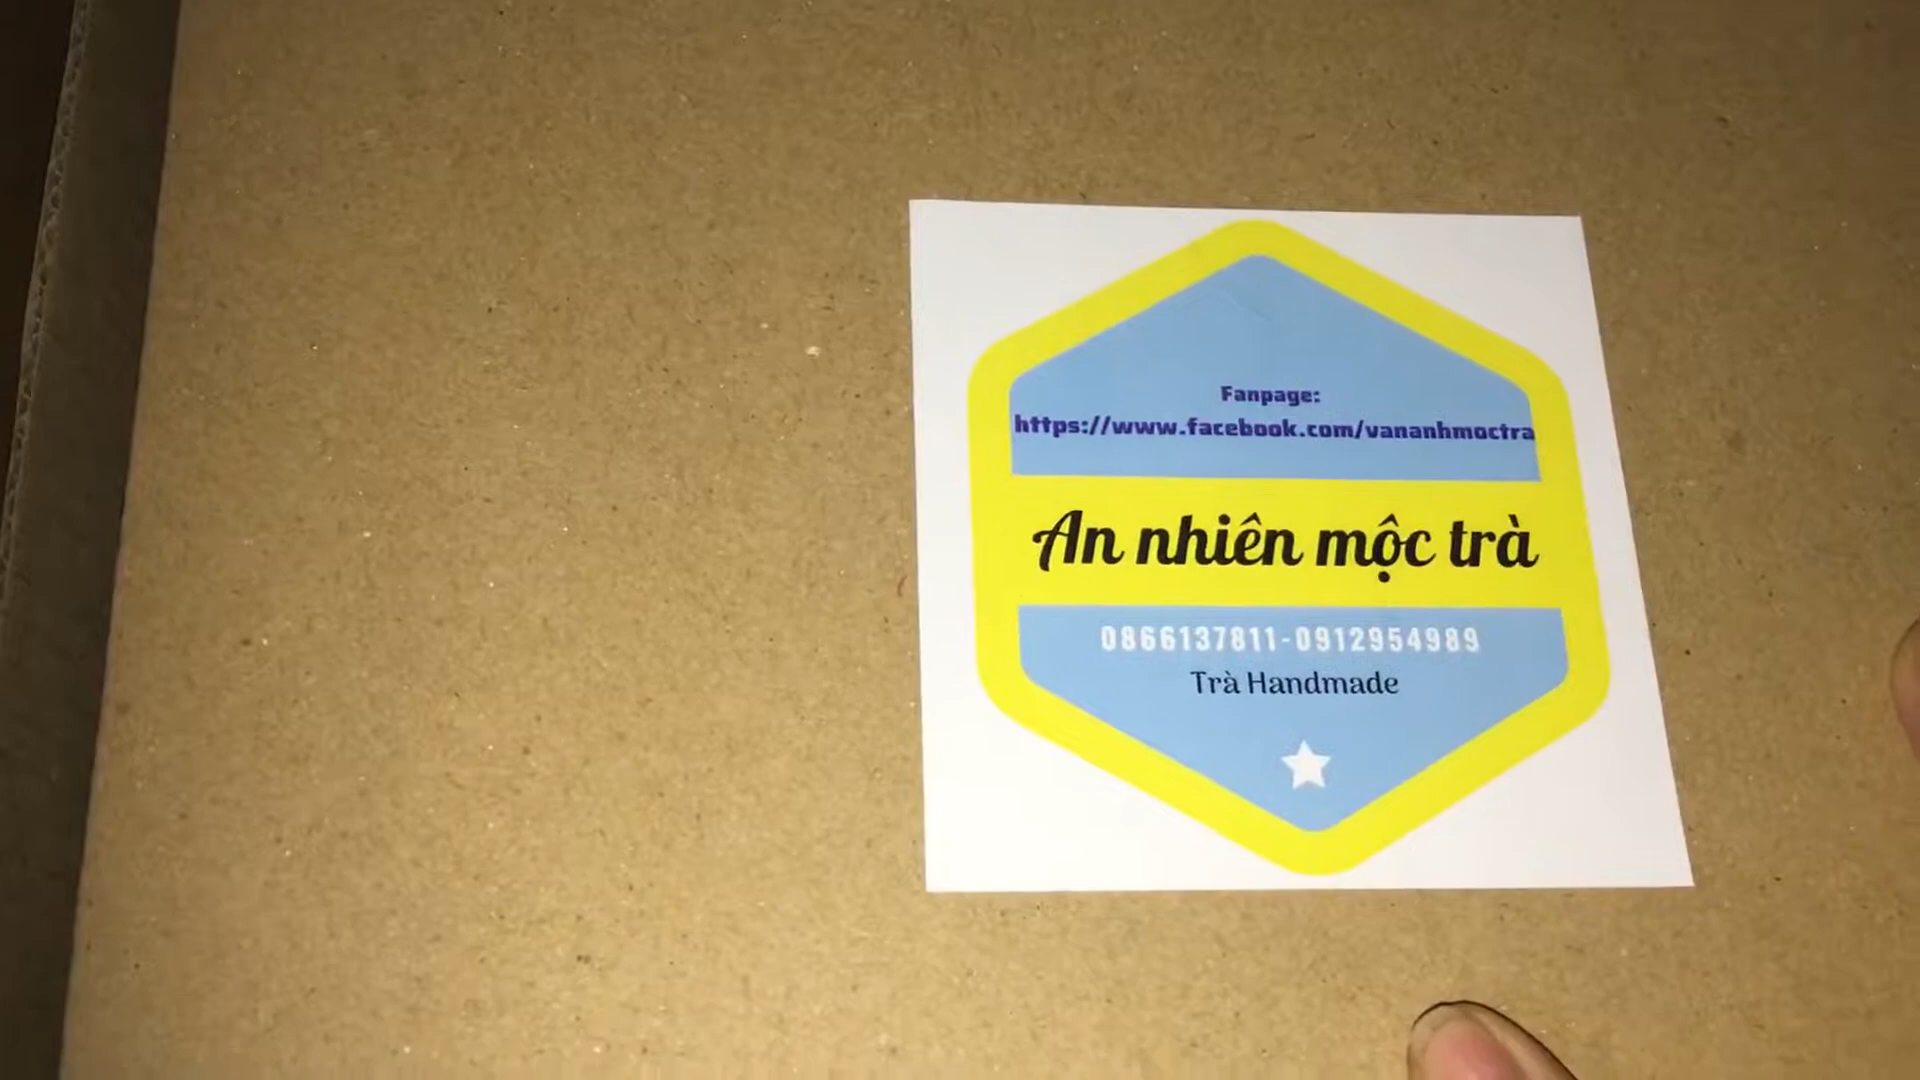 Fanpage:
https://www.facebook.com/vananhmoctra
An nhiên mộc trà
0866137811-0912954989
Trà Handmade